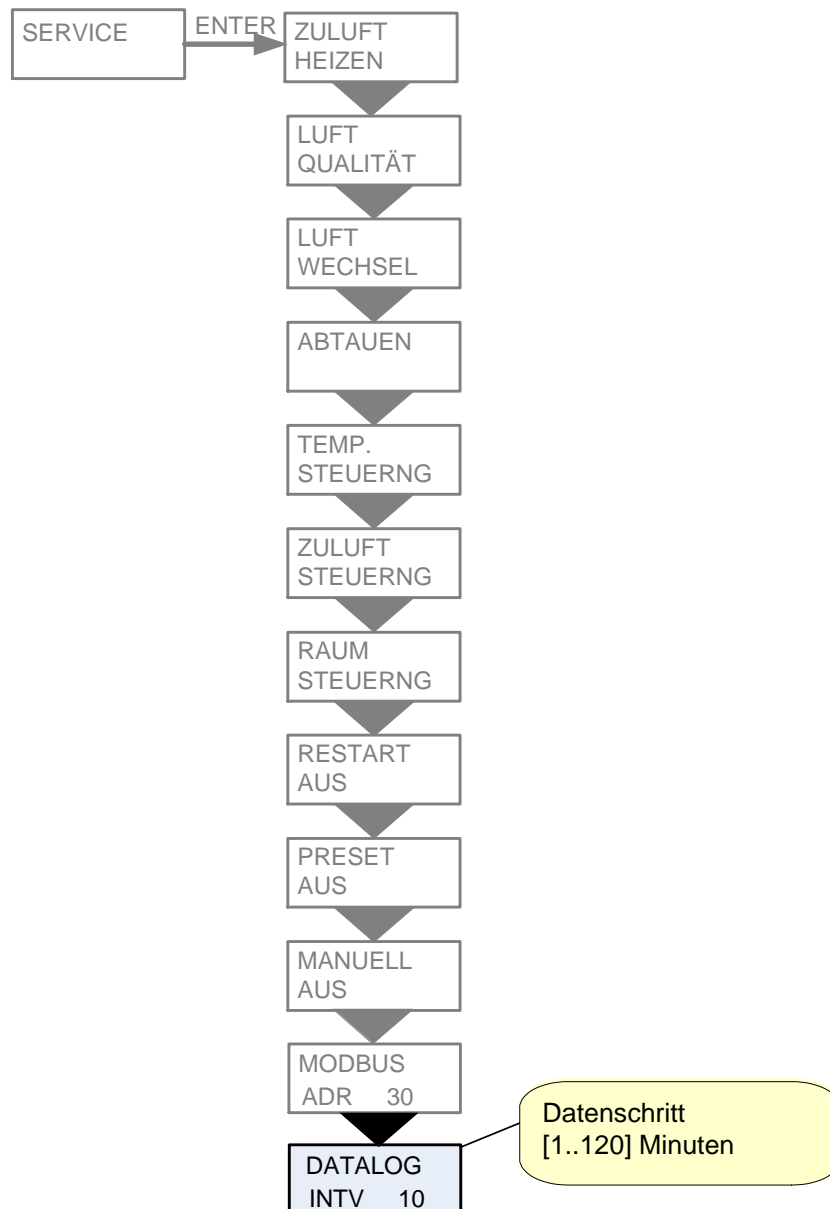 SERVICE
ENTER
ZULUFT
HEIZEN
LUFT
QUALITÄT
LUFT
WECHSEL
ABTAUEN
TEMP.
STEUERNG
ZULUFT
STEUERNG
RAUM
STEUERNG
RESTART
AUS
PRESET
AUS
MANUELL
AUS
MODBUS
ADR 30
DATALOG
INTV 10
Datenschritt
[1..120] Minuten